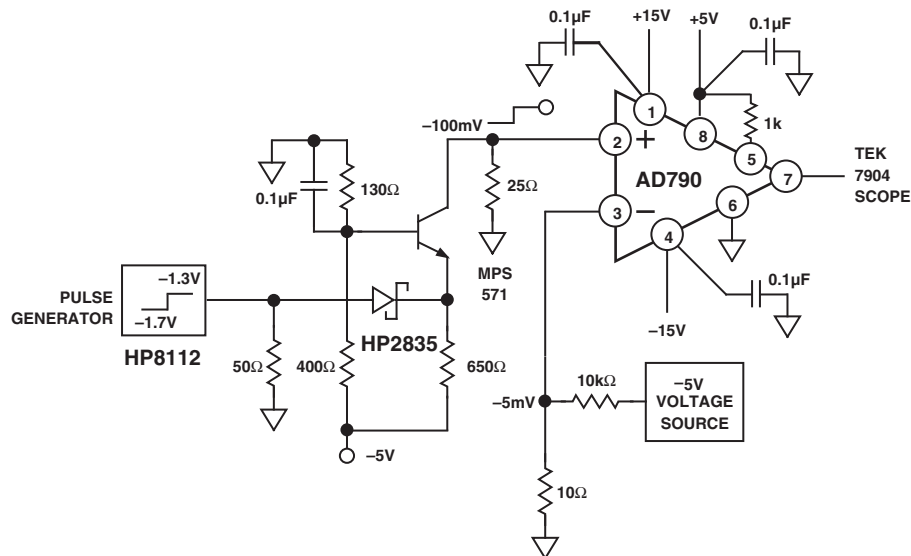 0.1µF
+15V
+5V
0.1µF
−100mV
1
8
1k
2
+
5
130Ω
0.1µF
25Ω
AD790
7
TEK
7904
SCOPE
3
−
6
4
MPS
571
0.1µF
PULSE
GENERATOR
−1.3V
−1.7V
HP8112
−15V
HP2835
50Ω
400Ω
650Ω
10kΩ
−5V
VOLTAGE
SOURCE
−5mV
−5V
10Ω